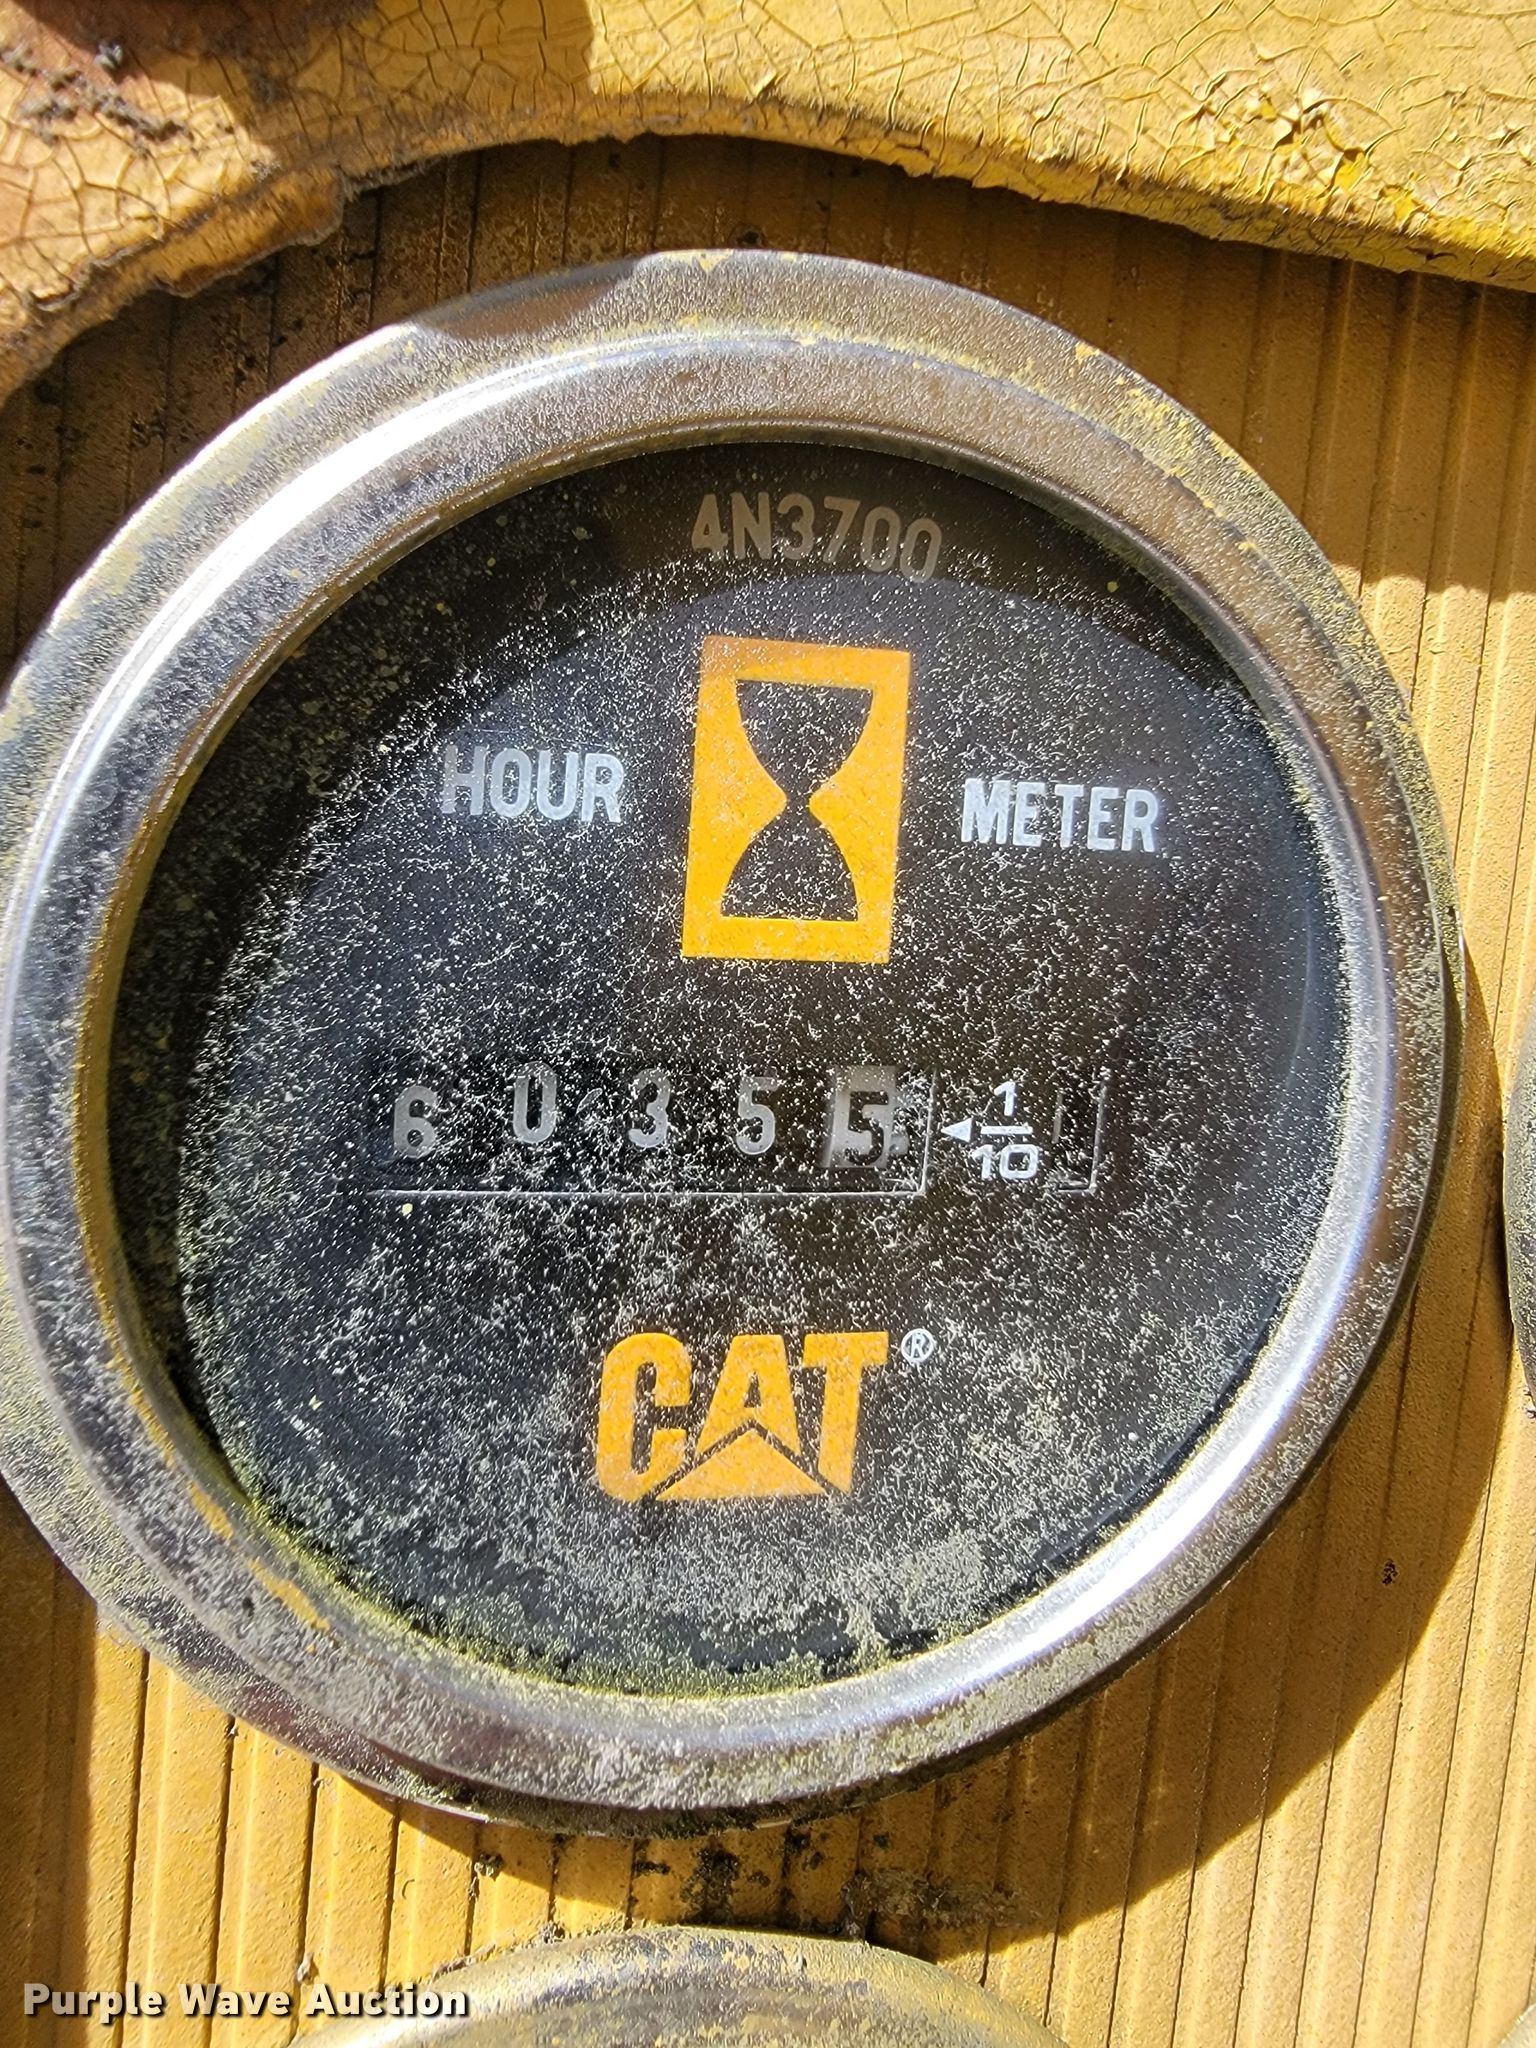 4N3700
HOUR METER
6 0 3 5 5 ◄ 1/10
CAT®
Purple Wave Auction